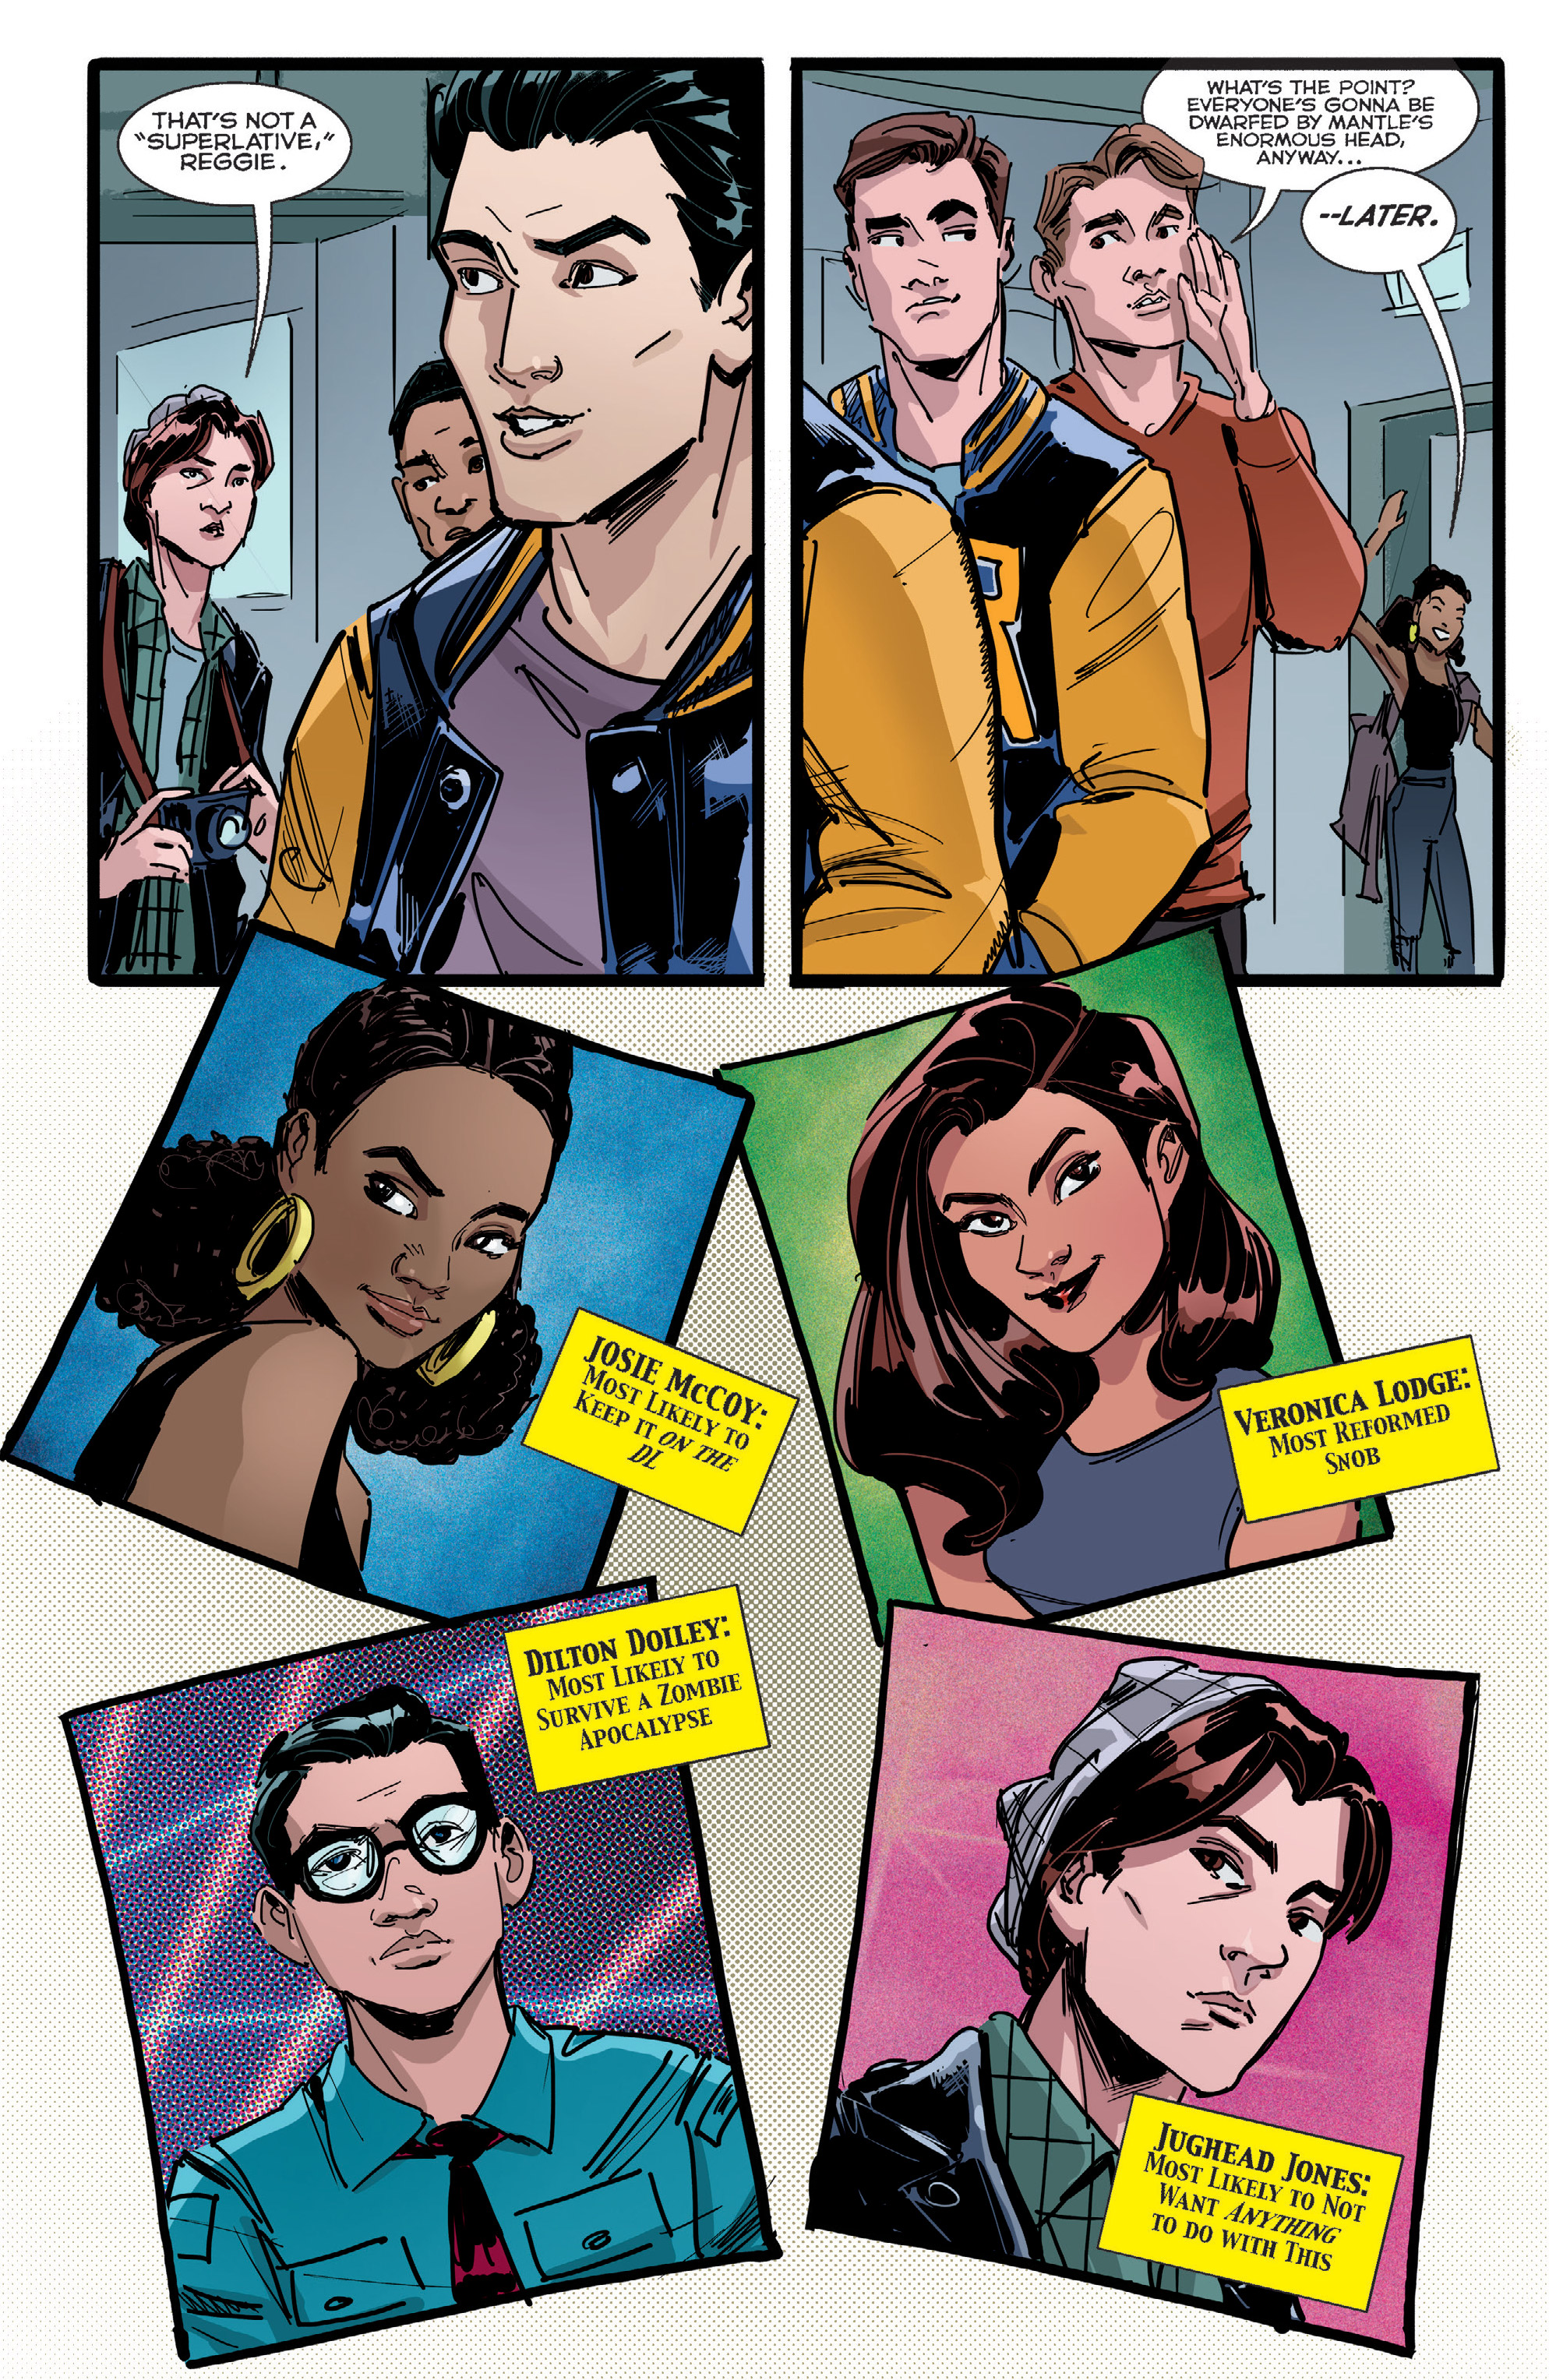 THAT'S NOT A
"SUPERLATIVE,"
REGGIE.
WHAT'S THE POINT?
EVERYONE'S GONNA BE
DWARFED BY MANTLE'S
ENORMOUS HEAD,
ANYWAY...
--LATER.
R
JOSIE MCCOY:
MOST LIKELY TO
KEEP IT ON THE
DL
VERONICA LODGE:
MOST REFORMED
SNOB
DILTON DOILEY:
MOST LIKELY TO
SURVIVE A ZOMBIE
APOCALYPSE
JUGHEAD JONES:
MOST LIKELY TO NOT
WANT ANYTHING
TO DO WITH THIS